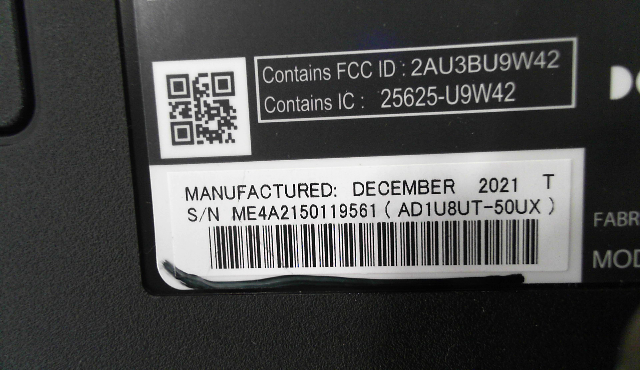 Contains FCC ID : 2AU3BU9W42
Contains IC : 25625-U9W42
MANUFACTURED: DECEMBER 2021 T
S/N ME4A2150119561 ( AD1U8UT-50UX )
FABR
MOD